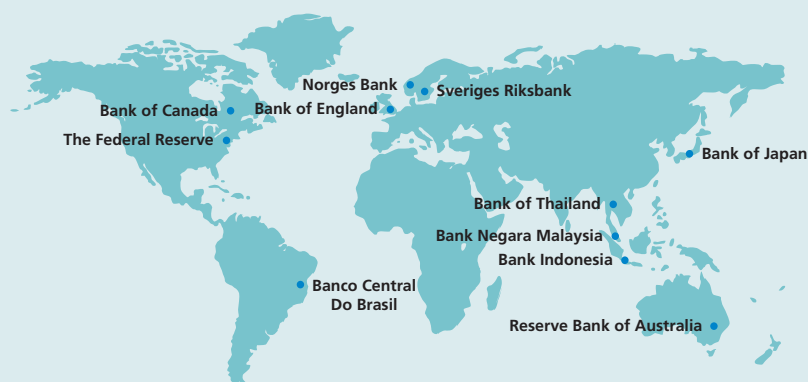 Norges Bank
Sveriges Riksbank
Bank of Canada
Bank of England
The Federal Reserve
Bank of Japan
Bank of Thailand
Bank Negara Malaysia
Bank Indonesia
Banco Central
Do Brasil
Reserve Bank of Australia